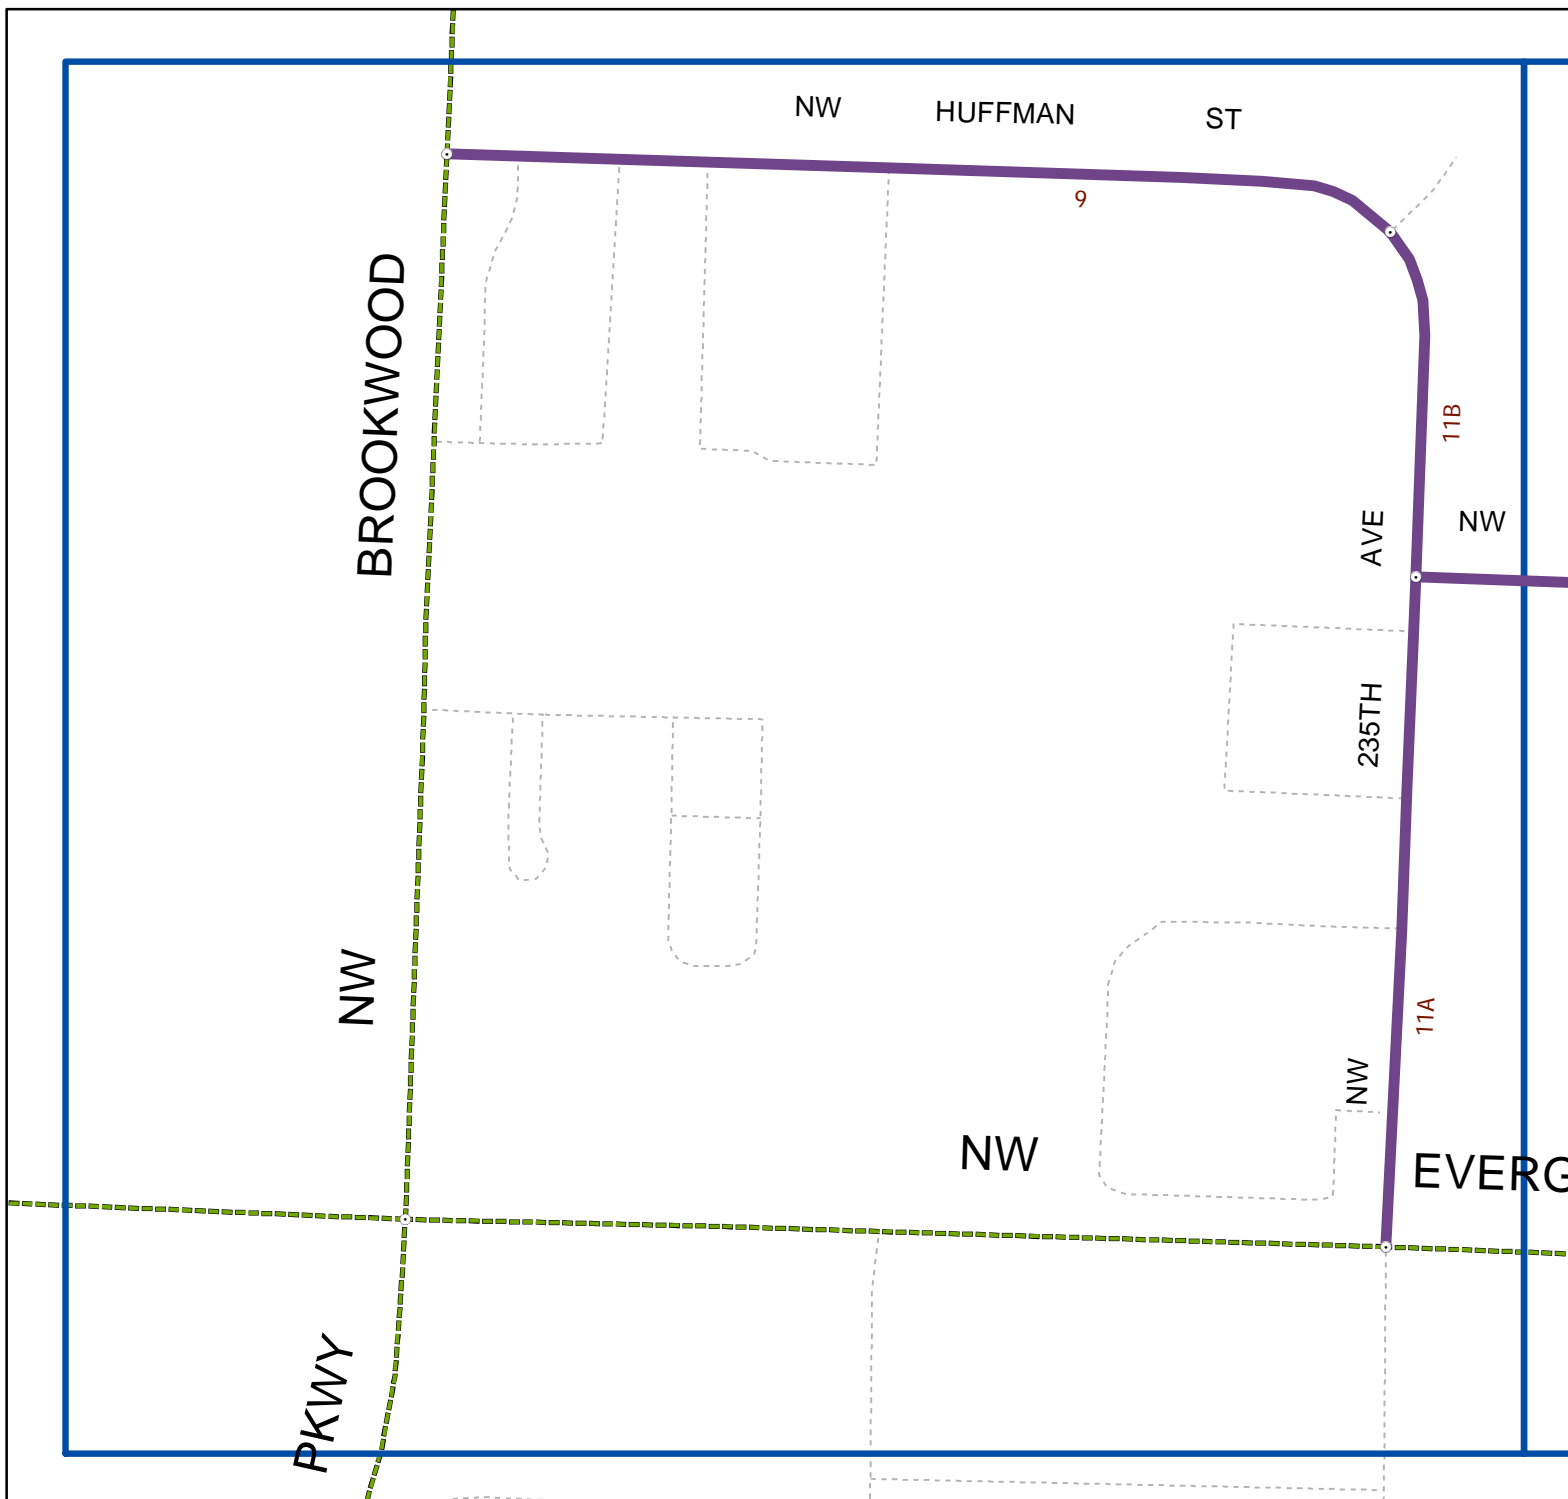 NW HUFFMAN ST
9
NW BROOKWOOD PKWY
11B
NW 235TH AVE
NW
11A
NW EVERG